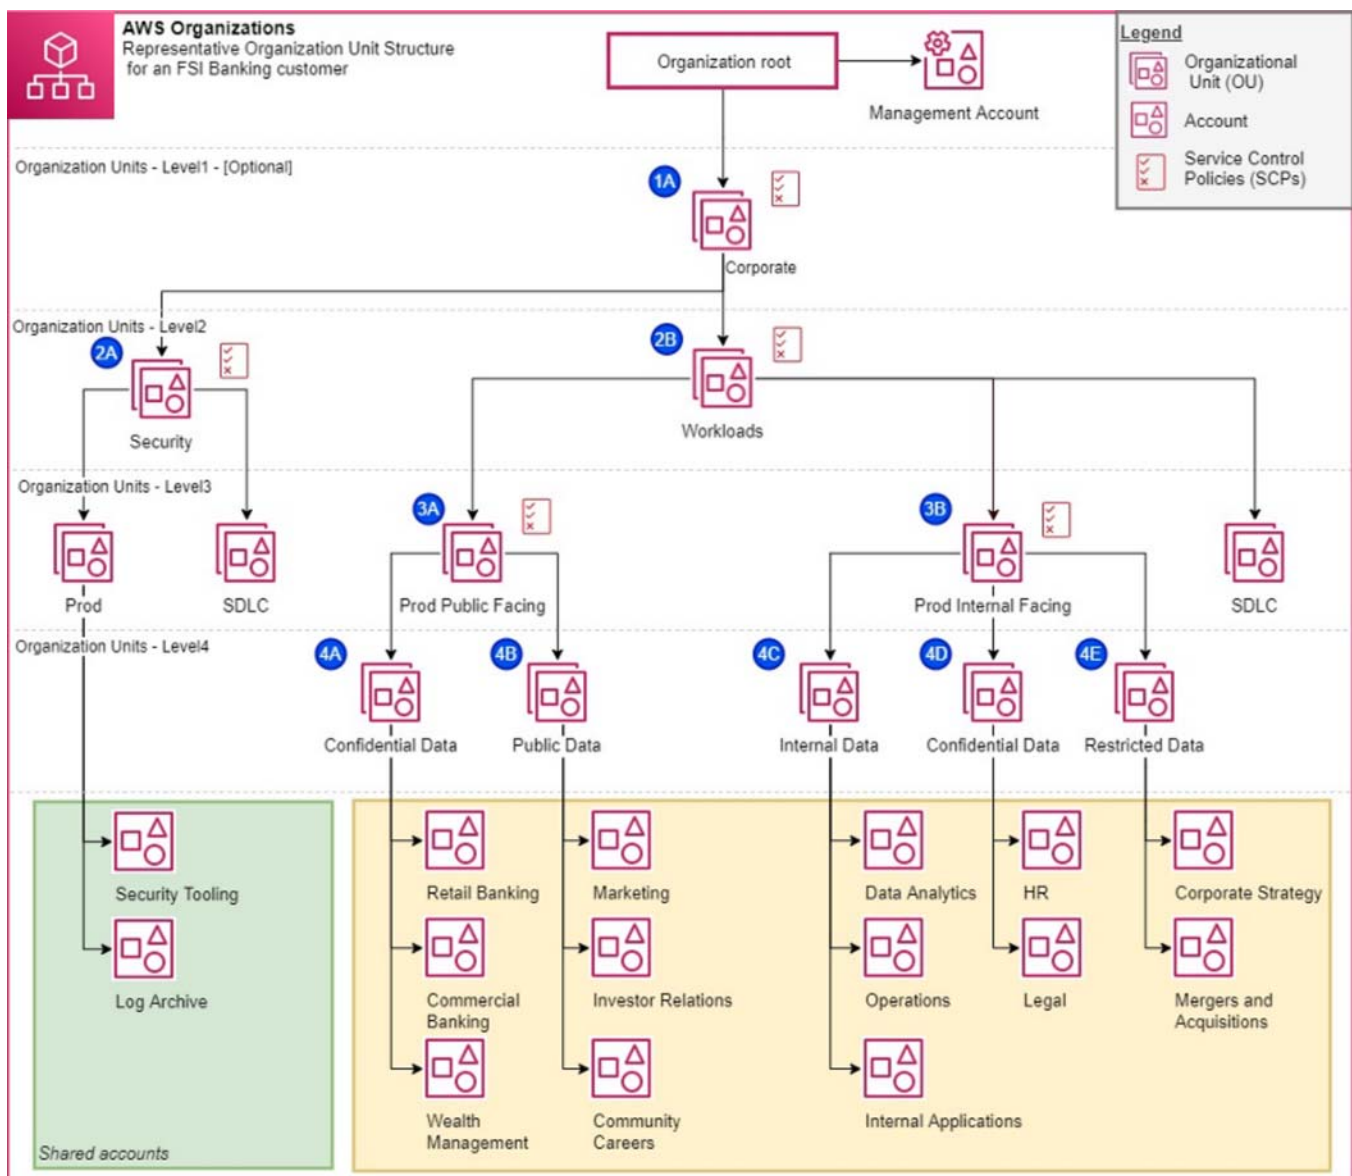 AWS Organizations
Representative Organization Unit Structure
for an FSI Banking customer
Organization root
Management Account
Legend
Organizational
Unit (OU)
Account
Service Control
Policies (SCPs)
Organization Units - Level1 - [Optional]
1A
Corporate
Organization Units - Level2
2A
2B
Security
Workloads
Organization Units - Level3
3A
3B
Prod
SDLC
Prod Public Facing
Prod Internal Facing
SDLC
Organization Units - Level4
4A
4B
4C
4D
4E
Confidential Data
Public Data
Internal Data
Confidential Data
Restricted Data
Security Tooling
Log Archive
Shared accounts
Retail Banking
Commercial
Banking
Wealth
Management
Marketing
Investor Relations
Community
Careers
Data Analytics
Operations
Internal Applications
HR
Legal
Corporate Strategy
Mergers and
Acquisitions